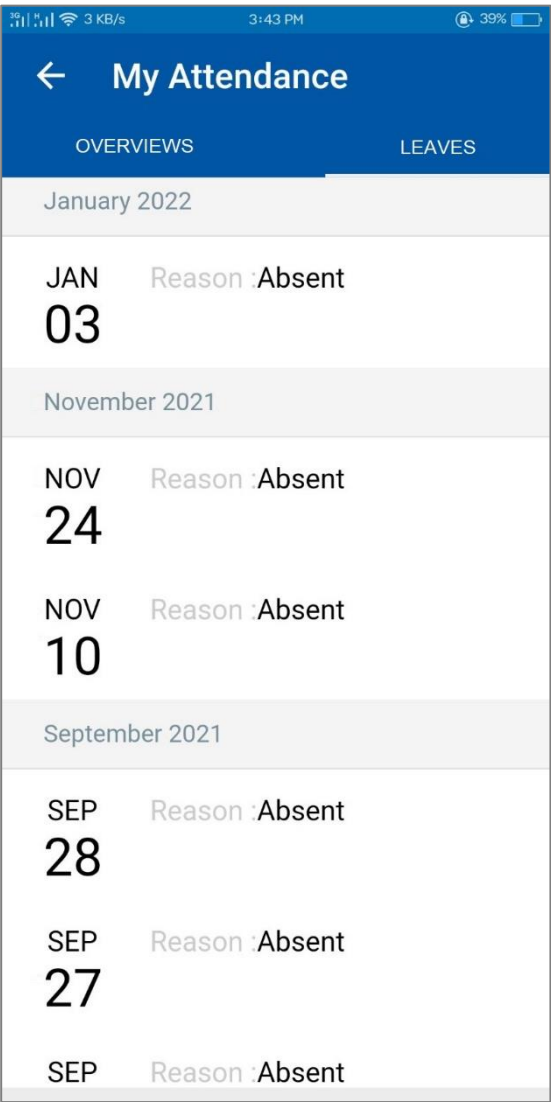 3G 3 KB/s 3:43 PM 39%
My Attendance
OVERVIEWS LEAVES
January 2022
JAN Reason :Absent
03
November 2021
NOV Reason :Absent
24
NOV Reason :Absent
10
September 2021
SEP Reason :Absent
28
SEP Reason :Absent
27
SEP Reason :Absent